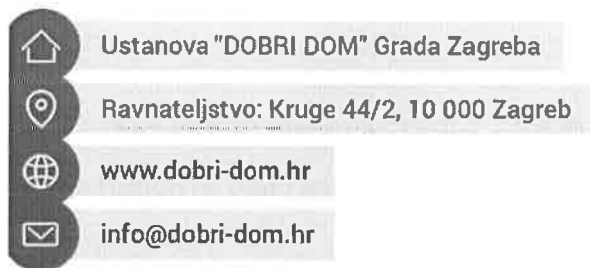 Ustanova "DOBRI DOM" Grada Zagreba
Ravnateljstvo: Kruge 44/2, 10 000 Zagreb
www.dobri-dom.hr
info@dobri-dom.hr